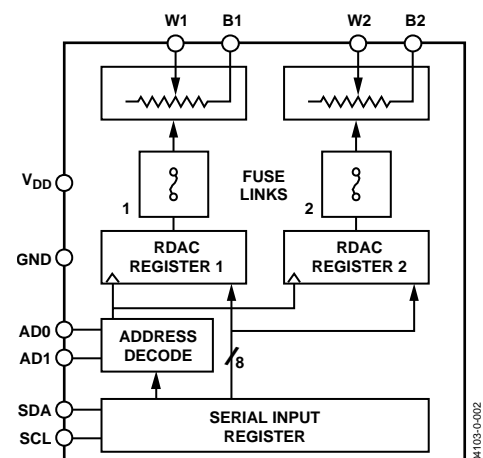 W1 B1 W2 B2
VDD
FUSE
LINKS
1 2
GND
RDAC
REGISTER 1
RDAC
REGISTER 2
AD0
AD1
ADDRESS
DECODE
8
SDA
SCL
SERIAL INPUT
REGISTER